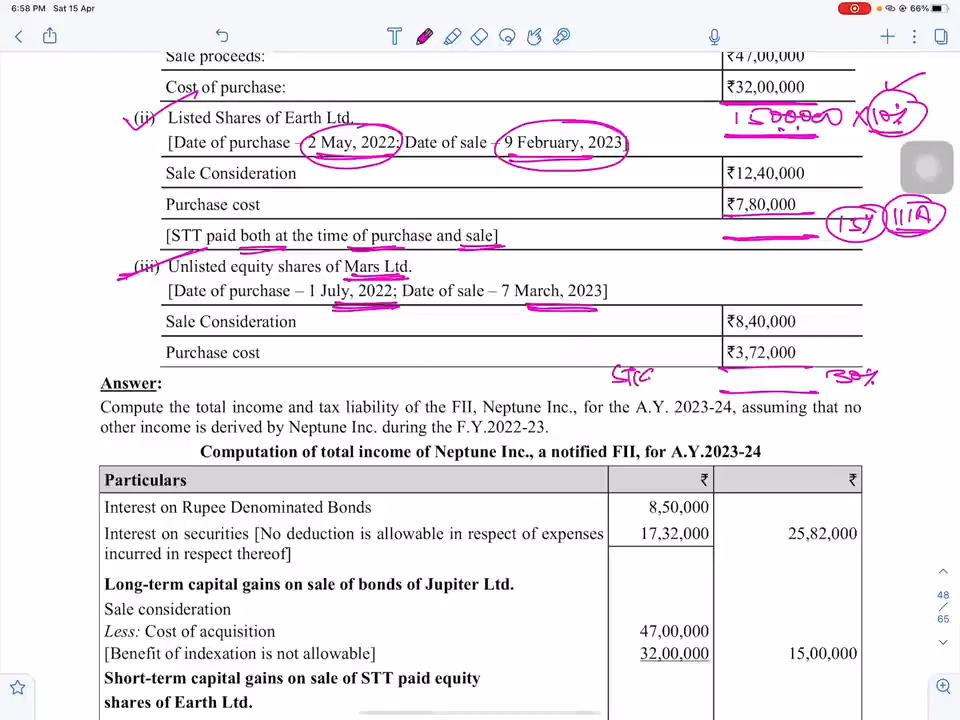 6:58 PM Sat 15 Apr 66%
Sale proceeds: ₹47,00,000
Cost of purchase: ₹32,00,000
(ii) Listed Shares of Earth Ltd. 1500000 × 10%
[Date of purchase – 2 May, 2022; Date of sale – 9 February, 2023]
Sale Consideration ₹12,40,000
Purchase cost ₹7,80,000
15% 111A
[STT paid both at the time of purchase and sale]
(iii) Unlisted equity shares of Mars Ltd.
[Date of purchase – 1 July, 2022; Date of sale – 7 March, 2023]
Sale Consideration ₹8,40,000
Purchase cost ₹3,72,000
Answer: STCG 30%
Compute the total income and tax liability of the FII, Neptune Inc., for the A.Y. 2023-24, assuming that no
other income is derived by Neptune Inc. during the F.Y.2022-23.
Computation of total income of Neptune Inc., a notified FII, for A.Y.2023-24
Particulars ₹ ₹
Interest on Rupee Denominated Bonds 8,50,000
Interest on securities [No deduction is allowable in respect of expenses 17,32,000 25,82,000
incurred in respect thereof]
Long-term capital gains on sale of bonds of Jupiter Ltd.
Sale consideration
Less: Cost of acquisition 47,00,000
[Benefit of indexation is not allowable] 32,00,000 15,00,000
Short-term capital gains on sale of STT paid equity
shares of Earth Ltd.
48
/
65